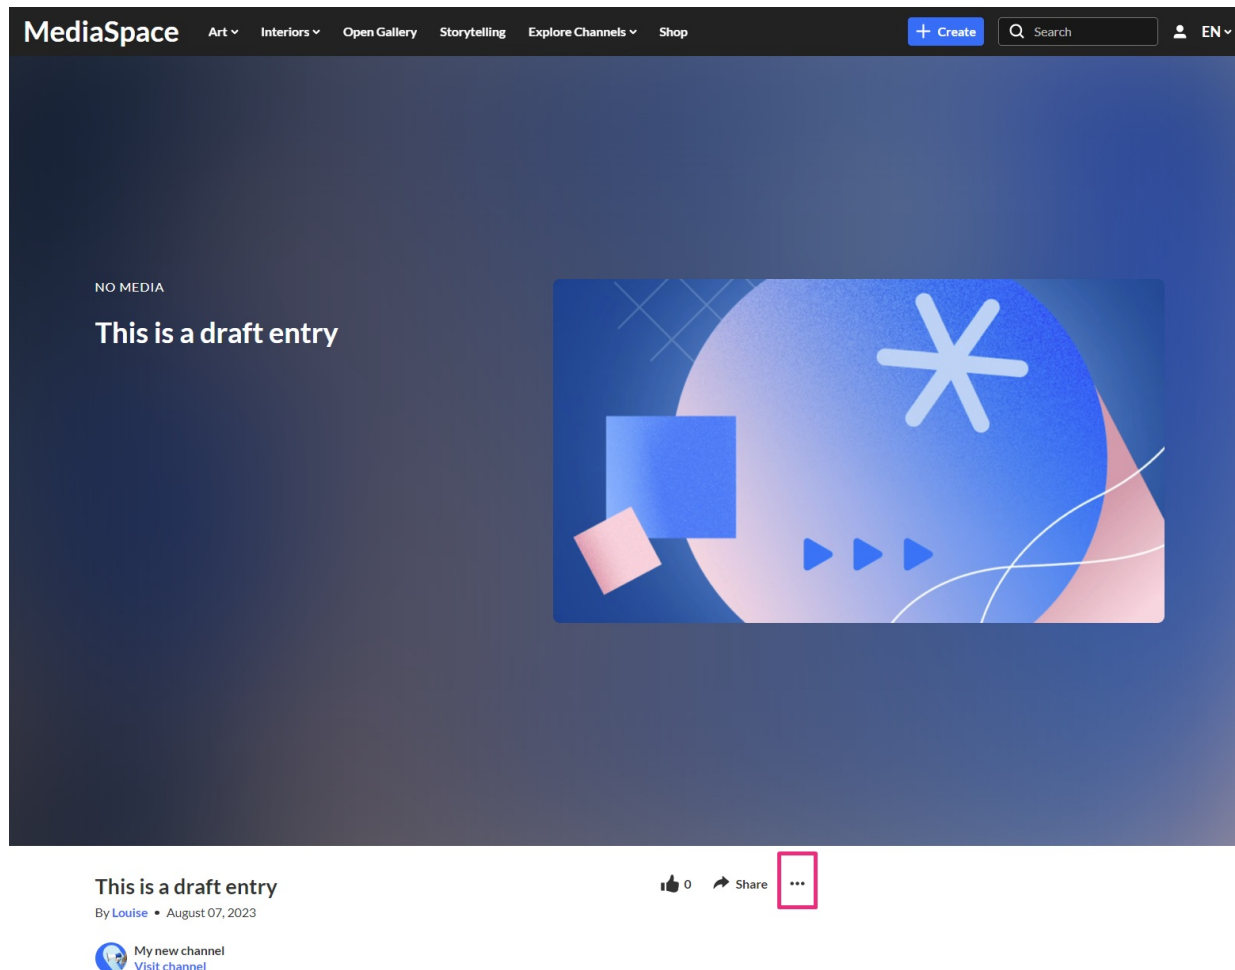 MediaSpace Art Interiors Open Gallery Storytelling Explore Channels Shop + Create Search EN
NO MEDIA
This is a draft entry
This is a draft entry
0 Share ...
By Louise • August 07, 2023
My new channel
Visit channel